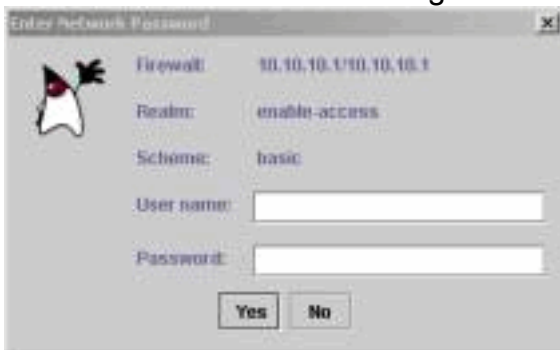 Enter Network Password
Firewall: 10.10.10.1/10.10.10.1
Realm: enable-access
Scheme: basic
User name:
Password:
Yes No